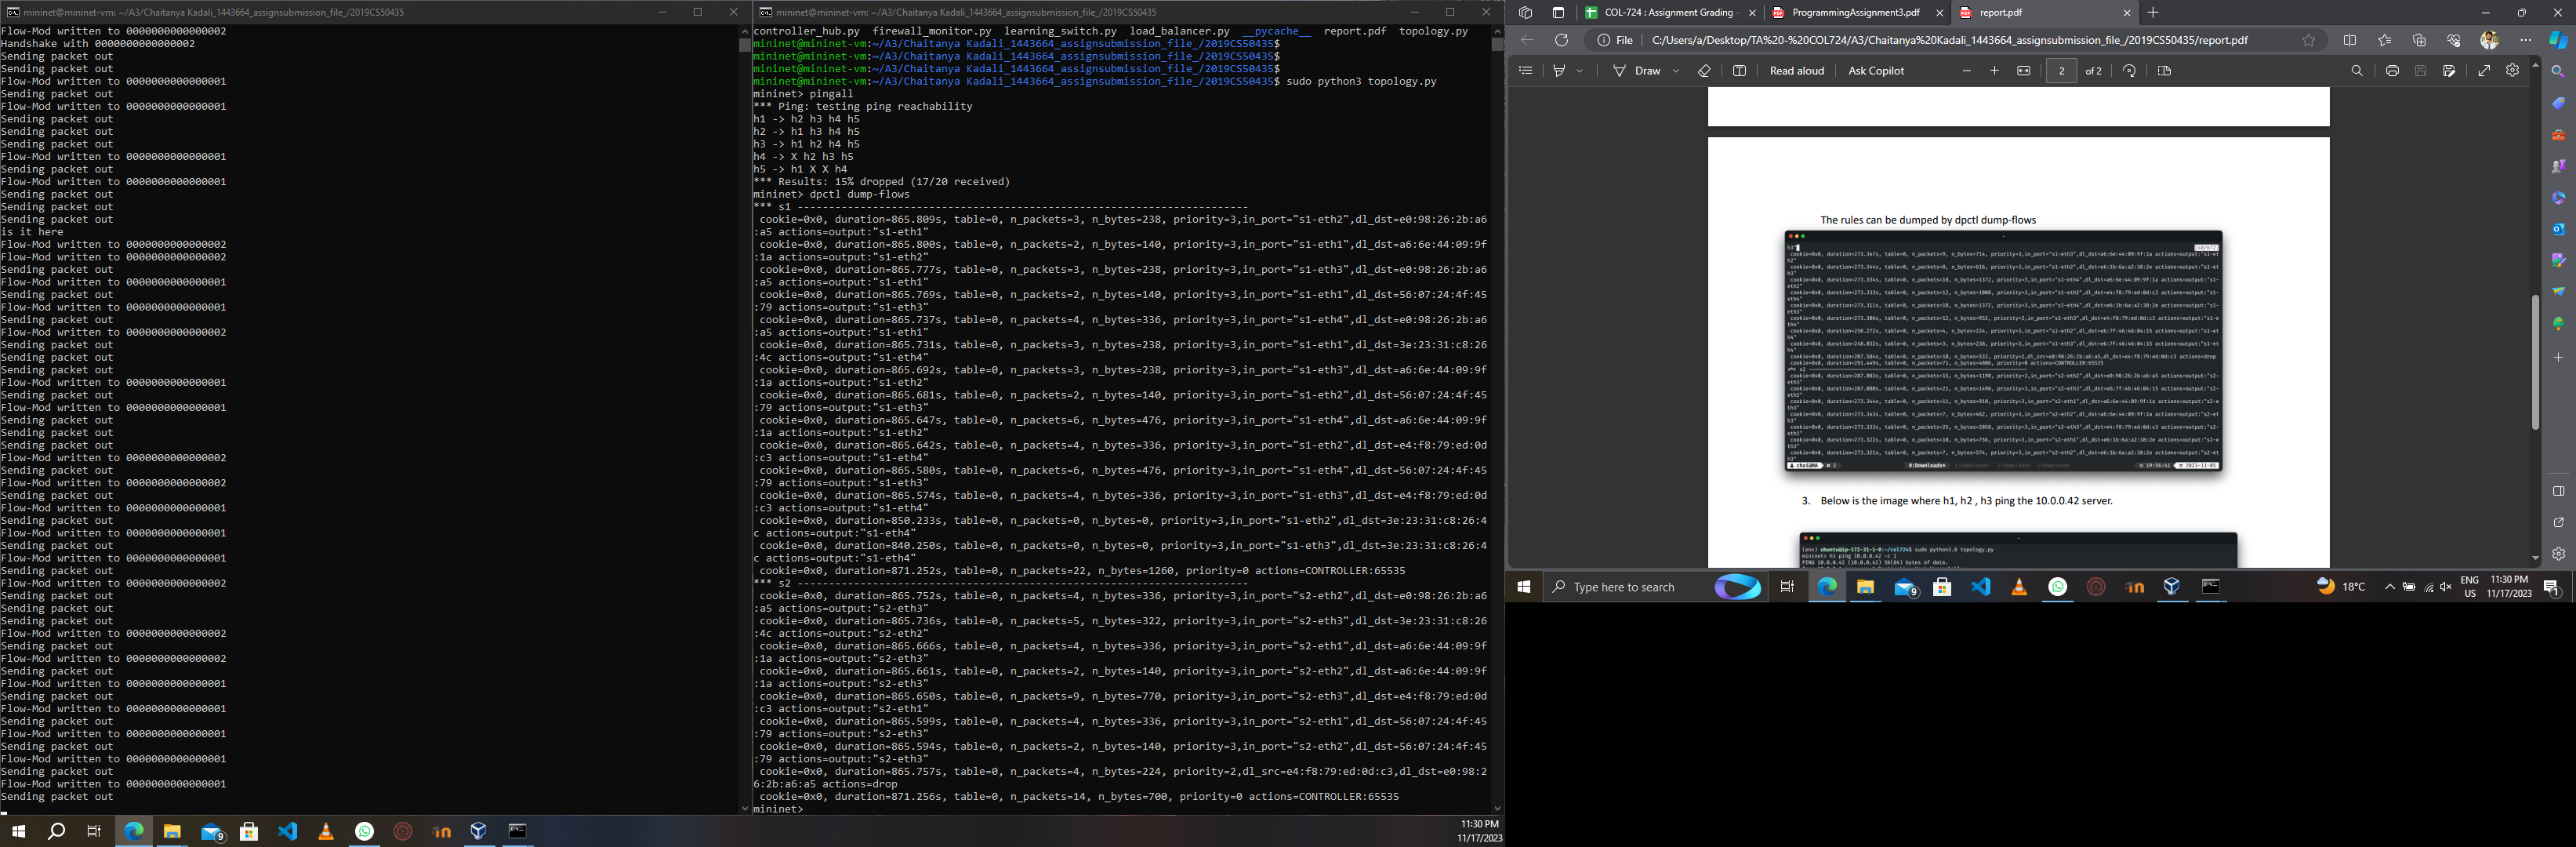 mininet@mininet-vm: ~/A3/Chaitanya Kadali_1443664_assignsubmission_file_/2019CS50435
Flow-Mod written to 0000000000000002
Handshake with 0000000000000002
Sending packet out
Sending packet out
Flow-Mod written to 0000000000000001
Sending packet out
Flow-Mod written to 0000000000000001
Sending packet out
Sending packet out
Sending packet out
Flow-Mod written to 0000000000000001
Sending packet out
Flow-Mod written to 0000000000000001
Sending packet out
Sending packet out
Sending packet out
is it here
Flow-Mod written to 0000000000000002
Flow-Mod written to 0000000000000002
Sending packet out
Flow-Mod written to 0000000000000001
Sending packet out
Flow-Mod written to 0000000000000001
Sending packet out
Flow-Mod written to 0000000000000002
Sending packet out
Sending packet out
Sending packet out
Flow-Mod written to 0000000000000001
Sending packet out
Flow-Mod written to 0000000000000001
Sending packet out
Sending packet out
Sending packet out
Flow-Mod written to 0000000000000002
Sending packet out
Flow-Mod written to 0000000000000002
Sending packet out
Flow-Mod written to 0000000000000001
Sending packet out
Flow-Mod written to 0000000000000001
Sending packet out
Flow-Mod written to 0000000000000001
Sending packet out
Flow-Mod written to 0000000000000002
Sending packet out
Sending packet out
Sending packet out
Flow-Mod written to 0000000000000002
Sending packet out
Flow-Mod written to 0000000000000002
Sending packet out
Flow-Mod written to 0000000000000001
Sending packet out
Flow-Mod written to 0000000000000001
Sending packet out
Flow-Mod written to 0000000000000001
Sending packet out
Flow-Mod written to 0000000000000001
Sending packet out
Flow-Mod written to 0000000000000001
Sending packet out
mininet@mininet-vm: ~/A3/Chaitanya Kadali_1443664_assignsubmission_file_/2019CS50435
controller_hub.py firewall_monitor.py learning_switch.py load_balancer.py __pycache__ report.pdf topology.py
mininet@mininet-vm:~/A3/Chaitanya Kadali_1443664_assignsubmission_file_/2019CS50435$
mininet@mininet-vm:~/A3/Chaitanya Kadali_1443664_assignsubmission_file_/2019CS50435$
mininet@mininet-vm:~/A3/Chaitanya Kadali_1443664_assignsubmission_file_/2019CS50435$
mininet@mininet-vm:~/A3/Chaitanya Kadali_1443664_assignsubmission_file_/2019CS50435$ sudo python3 topology.py
mininet> pingall
*** Ping: testing ping reachability
h1 -> h2 h3 h4 h5
h2 -> h1 h3 h4 h5
h3 -> h1 h2 h4 h5
h4 -> X h2 h3 h5
h5 -> h1 X X h4
*** Results: 15% dropped (17/20 received)
mininet> dpctl dump-flows
*** s1 ------------------------------------------------------------------------
cookie=0x0, duration=865.809s, table=0, n_packets=3, n_bytes=238, priority=3,in_port="s1-eth2",dl_dst=e0:98:26:2b:a6
:a5 actions=output:"s1-eth1"
cookie=0x0, duration=865.800s, table=0, n_packets=2, n_bytes=140, priority=3,in_port="s1-eth1",dl_dst=a6:6e:44:09:9f
:1a actions=output:"s1-eth2"
cookie=0x0, duration=865.777s, table=0, n_packets=3, n_bytes=238, priority=3,in_port="s1-eth3",dl_dst=e0:98:26:2b:a6
:a5 actions=output:"s1-eth1"
cookie=0x0, duration=865.769s, table=0, n_packets=2, n_bytes=140, priority=3,in_port="s1-eth1",dl_dst=56:07:24:4f:45
:79 actions=output:"s1-eth3"
cookie=0x0, duration=865.737s, table=0, n_packets=4, n_bytes=336, priority=3,in_port="s1-eth4",dl_dst=e0:98:26:2b:a6
:a5 actions=output:"s1-eth1"
cookie=0x0, duration=865.731s, table=0, n_packets=3, n_bytes=238, priority=3,in_port="s1-eth1",dl_dst=3e:23:31:c8:26
:4c actions=output:"s1-eth4"
cookie=0x0, duration=865.692s, table=0, n_packets=3, n_bytes=238, priority=3,in_port="s1-eth3",dl_dst=a6:6e:44:09:9f
:1a actions=output:"s1-eth2"
cookie=0x0, duration=865.681s, table=0, n_packets=2, n_bytes=140, priority=3,in_port="s1-eth2",dl_dst=56:07:24:4f:45
:79 actions=output:"s1-eth3"
cookie=0x0, duration=865.647s, table=0, n_packets=6, n_bytes=476, priority=3,in_port="s1-eth4",dl_dst=a6:6e:44:09:9f
:1a actions=output:"s1-eth2"
cookie=0x0, duration=865.642s, table=0, n_packets=4, n_bytes=336, priority=3,in_port="s1-eth2",dl_dst=e4:f8:79:ed:0d
:c3 actions=output:"s1-eth4"
cookie=0x0, duration=865.580s, table=0, n_packets=6, n_bytes=476, priority=3,in_port="s1-eth4",dl_dst=56:07:24:4f:45
:79 actions=output:"s1-eth3"
cookie=0x0, duration=865.574s, table=0, n_packets=4, n_bytes=336, priority=3,in_port="s1-eth3",dl_dst=e4:f8:79:ed:0d
:c3 actions=output:"s1-eth4"
cookie=0x0, duration=850.233s, table=0, n_packets=0, n_bytes=0, priority=3,in_port="s1-eth2",dl_dst=3e:23:31:c8:26:4
c actions=output:"s1-eth4"
cookie=0x0, duration=840.250s, table=0, n_packets=0, n_bytes=0, priority=3,in_port="s1-eth3",dl_dst=3e:23:31:c8:26:4
c actions=output:"s1-eth4"
cookie=0x0, duration=871.252s, table=0, n_packets=22, n_bytes=1260, priority=0 actions=CONTROLLER:65535
*** s2 ------------------------------------------------------------------------
cookie=0x0, duration=865.752s, table=0, n_packets=4, n_bytes=336, priority=3,in_port="s2-eth2",dl_dst=e0:98:26:2b:a6
:a5 actions=output:"s2-eth3"
cookie=0x0, duration=865.736s, table=0, n_packets=5, n_bytes=322, priority=3,in_port="s2-eth3",dl_dst=3e:23:31:c8:26
:4c actions=output:"s2-eth2"
cookie=0x0, duration=865.666s, table=0, n_packets=4, n_bytes=336, priority=3,in_port="s2-eth1",dl_dst=a6:6e:44:09:9f
:1a actions=output:"s2-eth3"
cookie=0x0, duration=865.661s, table=0, n_packets=2, n_bytes=140, priority=3,in_port="s2-eth2",dl_dst=a6:6e:44:09:9f
:1a actions=output:"s2-eth3"
cookie=0x0, duration=865.650s, table=0, n_packets=9, n_bytes=770, priority=3,in_port="s2-eth3",dl_dst=e4:f8:79:ed:0d
:c3 actions=output:"s2-eth1"
cookie=0x0, duration=865.599s, table=0, n_packets=4, n_bytes=336, priority=3,in_port="s2-eth1",dl_dst=56:07:24:4f:45
:79 actions=output:"s2-eth3"
cookie=0x0, duration=865.594s, table=0, n_packets=2, n_bytes=140, priority=3,in_port="s2-eth2",dl_dst=56:07:24:4f:45
:79 actions=output:"s2-eth3"
cookie=0x0, duration=865.757s, table=0, n_packets=4, n_bytes=224, priority=2,dl_src=e4:f8:79:ed:0d:c3,dl_dst=e0:98:2
6:2b:a6:a5 actions=drop
cookie=0x0, duration=871.256s, table=0, n_packets=14, n_bytes=700, priority=0 actions=CONTROLLER:65535
mininet>
11:30 PM
11/17/2023
COL-724 : Assignment Grading -
ProgrammingAssignment3.pdf
report.pdf
File C:/Users/a/Desktop/TA%20-%20COL724/A3/Chaitanya%20Kadali_1443664_assignsubmission_file_/2019CS50435/report.pdf
Draw Read aloud Ask Copilot 2 of 2
The rules can be dumped by dpctl dump-flows
3. Below is the image where h1, h2 , h3 ping the 10.0.0.42 server.
mininet> h1 ping 10.0.0.42 -c 1
PING 10.0.0.42 (10.0.0.42) 56(84) bytes of data.
Type here to search
18°C
ENG
US
11:30 PM
11/17/2023